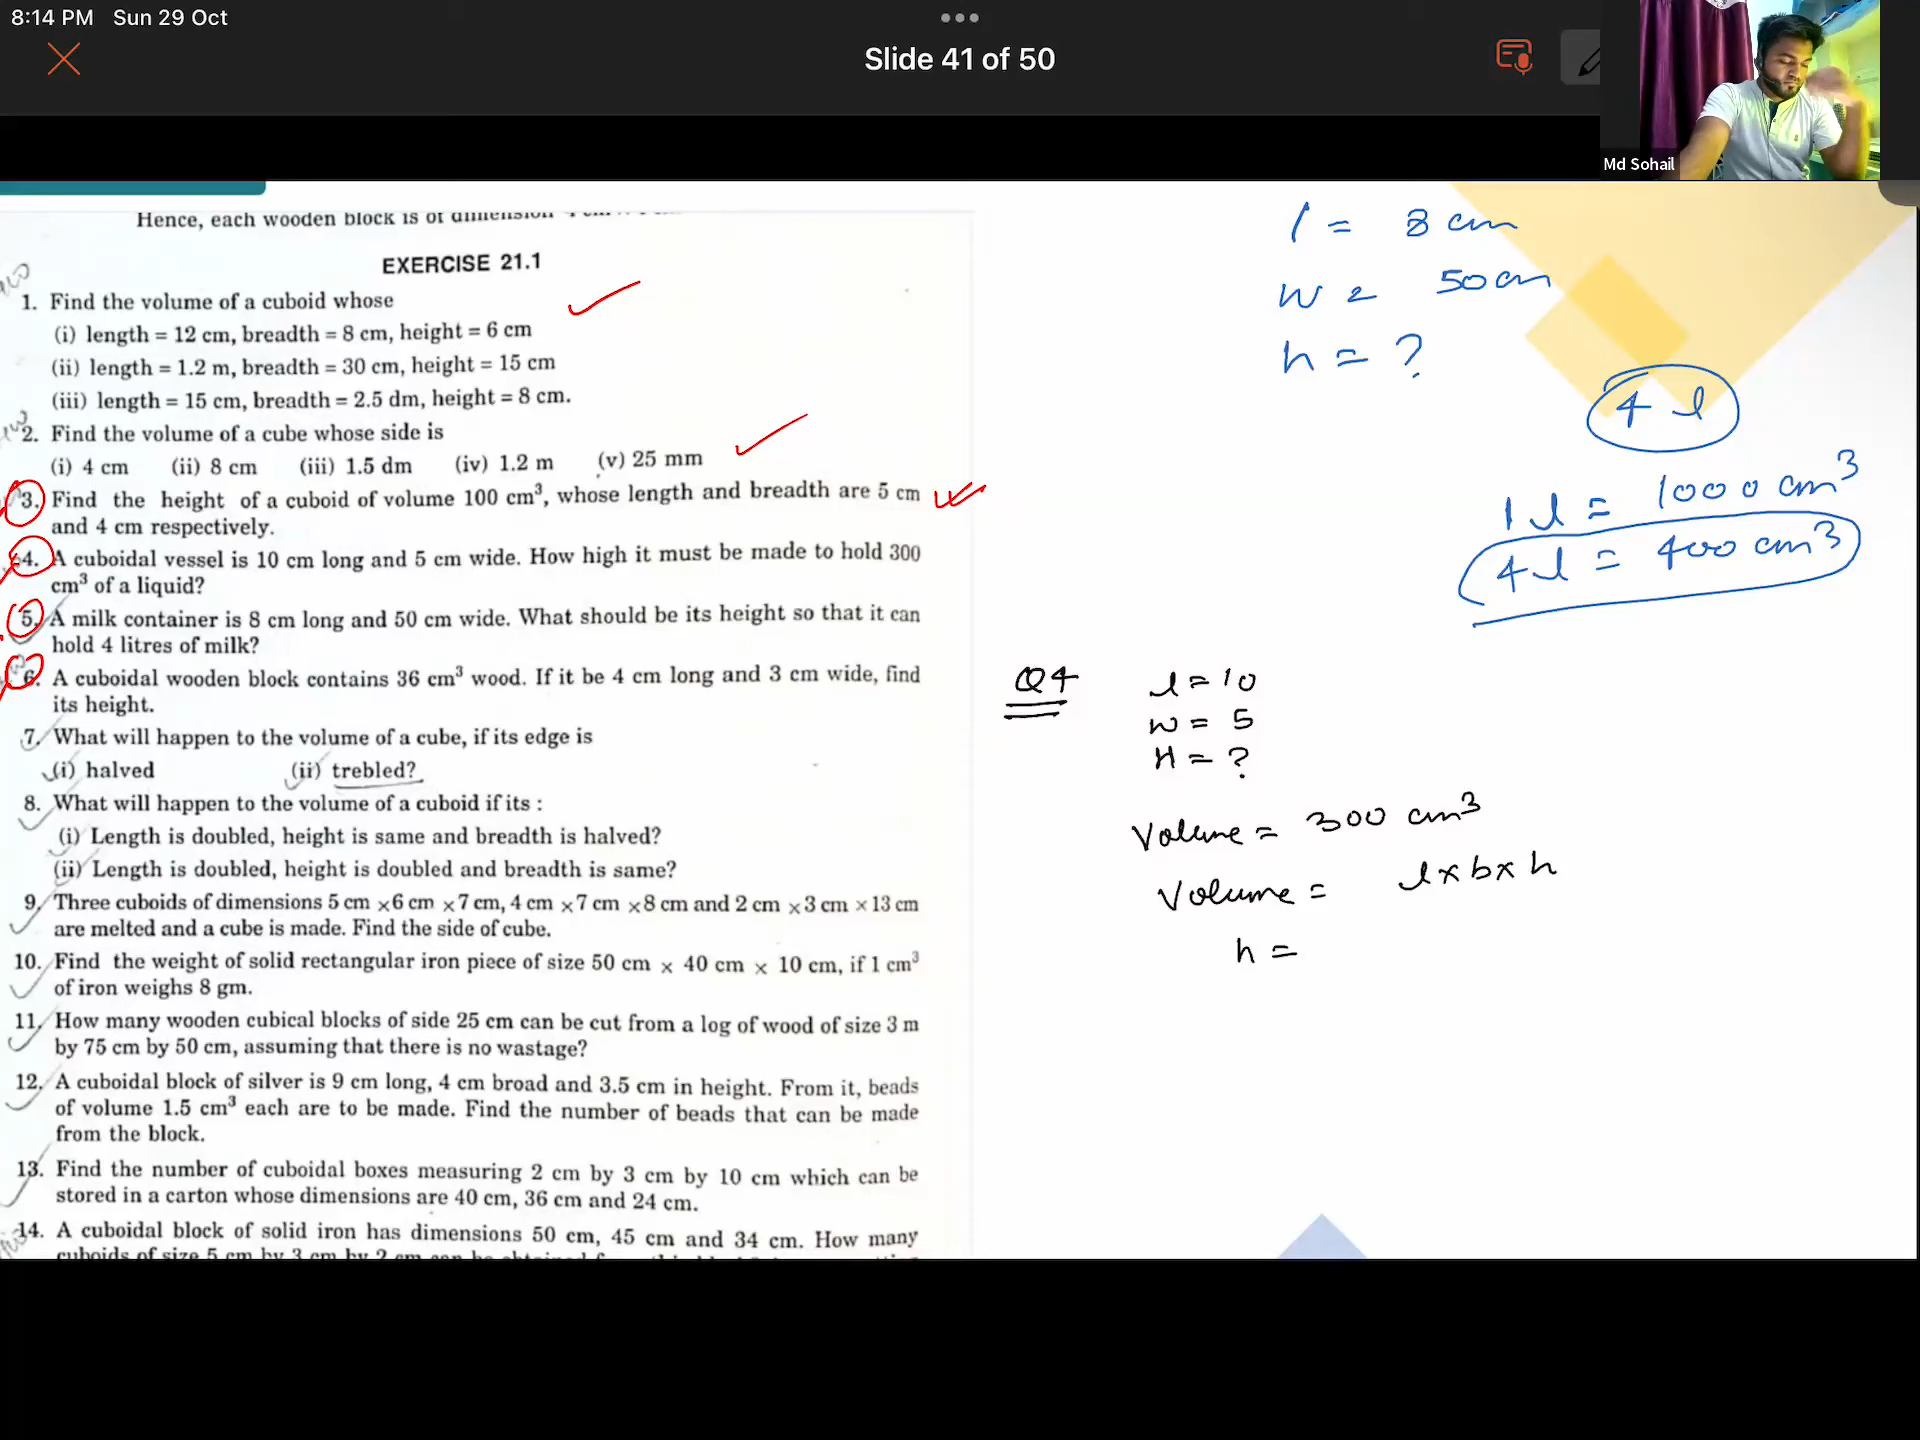 8:14 PM Sun 29 Oct
Slide 41 of 50
Md Sohail
Hence, each wooden block is of dimension 4 cm
EXERCISE 21.1
1. Find the volume of a cuboid whose
(i) length = 12 cm, breadth = 8 cm, height = 6 cm
(ii) length = 1.2 m, breadth = 30 cm, height = 15 cm
(iii) length = 15 cm, breadth = 2.5 dm, height = 8 cm.
2. Find the volume of a cube whose side is
(i) 4 cm (ii) 8 cm (iii) 1.5 dm (iv) 1.2 m (v) 25 mm
3. Find the height of a cuboid of volume 100 cm³, whose length and breadth are 5 cm
and 4 cm respectively.
4. A cuboidal vessel is 10 cm long and 5 cm wide. How high it must be made to hold 300
cm³ of a liquid?
5. A milk container is 8 cm long and 50 cm wide. What should be its height so that it can
hold 4 litres of milk?
6. A cuboidal wooden block contains 36 cm³ wood. If it be 4 cm long and 3 cm wide, find
its height.
7. What will happen to the volume of a cube, if its edge is
(i) halved (ii) trebled?
8. What will happen to the volume of a cuboid if its :
(i) Length is doubled, height is same and breadth is halved?
(ii) Length is doubled, height is doubled and breadth is same?
9. Three cuboids of dimensions 5 cm × 6 cm × 7 cm, 4 cm × 7 cm × 8 cm and 2 cm × 3 cm × 13 cm
are melted and a cube is made. Find the side of cube.
10. Find the weight of solid rectangular iron piece of size 50 cm × 40 cm × 10 cm, if 1 cm³
of iron weighs 8 gm.
11. How many wooden cubical blocks of side 25 cm can be cut from a log of wood of size 3 m
by 75 cm by 50 cm, assuming that there is no wastage?
12. A cuboidal block of silver is 9 cm long, 4 cm broad and 3.5 cm in height. From it, beads
of volume 1.5 cm³ each are to be made. Find the number of beads that can be made
from the block.
13. Find the number of cuboidal boxes measuring 2 cm by 3 cm by 10 cm which can be
stored in a carton whose dimensions are 40 cm, 36 cm and 24 cm.
14. A cuboidal block of solid iron has dimensions 50 cm, 45 cm and 34 cm. How many
cuboids of size 5 cm by 3 cm by 2 cm can be obtained
l = 8 cm
w = 50 cm
h = ?
4 l
1 l = 1000 cm³
4 l = 400 cm³
Q4
l = 10
w = 5
H = ?
Volume = 300 cm³
Volume = l × b × h
h =